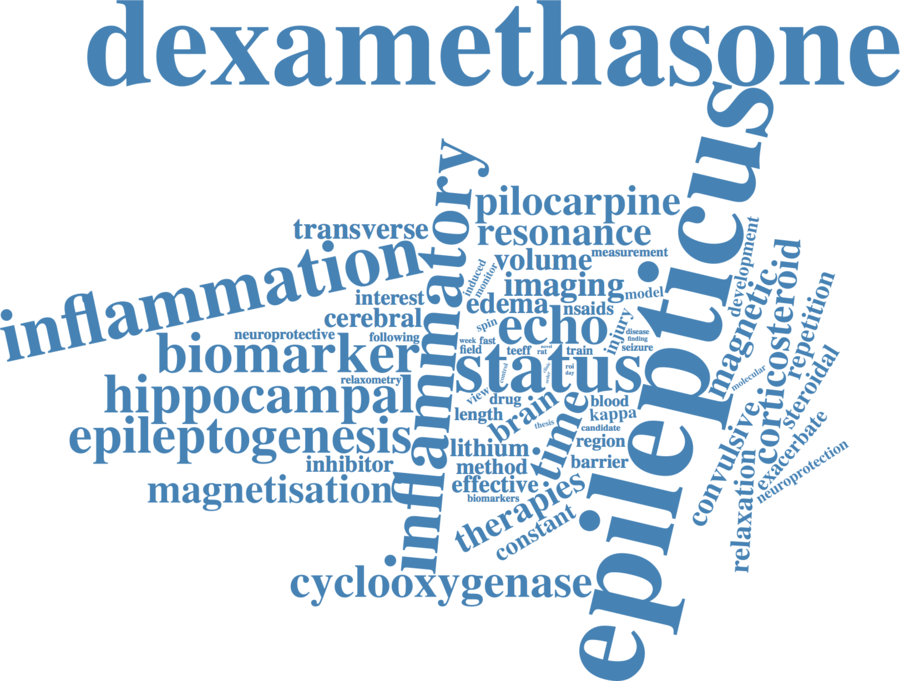 dexamethasone
epilepticus
inflammatory
pilocarpine
transverse
resonance
inflammation
volume
measurement
induced
monitor
imaging
model
interest
edema
nsaids
cerebral
spin
echo
injury
development
magnetic
corticosteroid
repetition
neuroprotective
following
disease
finding
seizure
biomarker
week
fast
field
teeff
rat
train
status
relaxometry
control
roi
day
molecular
hippocampal
view
drug
brain
time
blood
kappa
length
thesis
candidate
convulsive
steroidal
epileptogenesis
lithium
region
exacerbate
inhibitor
method
barrier
relaxation
neuroprotection
magnetisation
effective
biomarkers
therapies
constant
cyclooxygenase